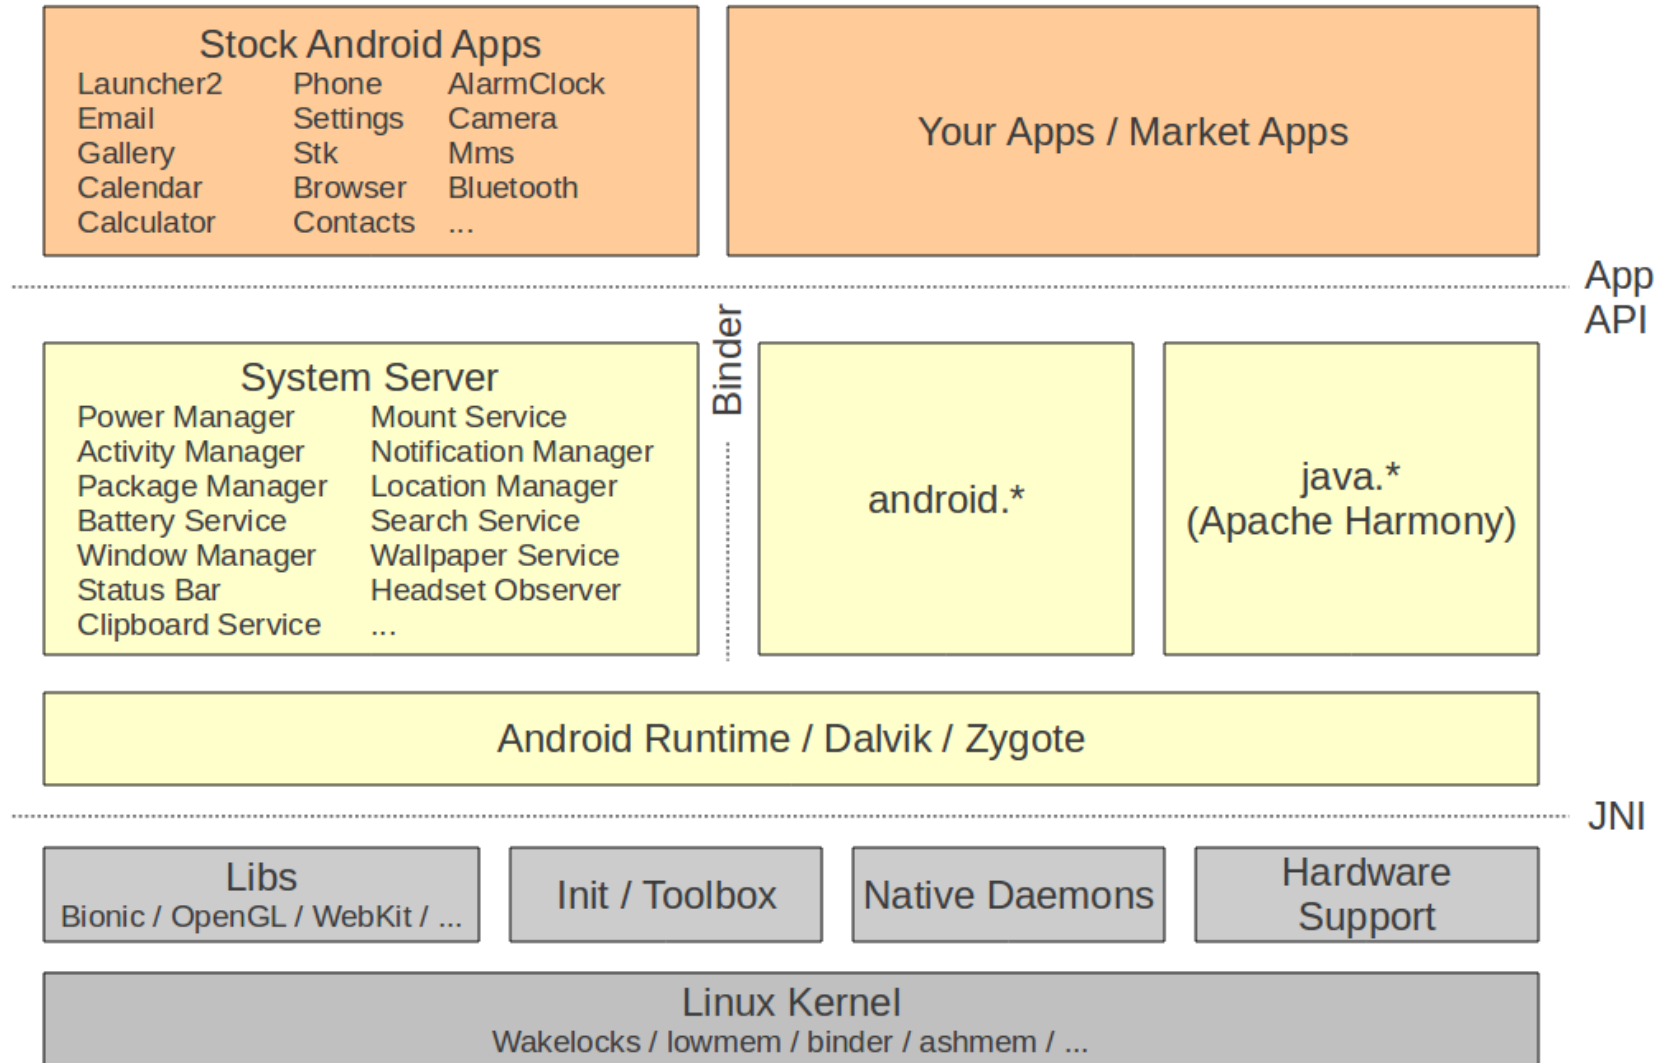 Stock Android Apps
Launcher2 Phone AlarmClock
Email Settings Camera
Gallery Stk Mms
Calendar Browser Bluetooth
Calculator Contacts ...
Your Apps / Market Apps
App
API
System Server
Power Manager Mount Service
Activity Manager Notification Manager
Package Manager Location Manager
Battery Service Search Service
Window Manager Wallpaper Service
Status Bar Headset Observer
Clipboard Service ...
Binder
android.*
java.*
(Apache Harmony)
Android Runtime / Dalvik / Zygote
JNI
Libs
Bionic / OpenGL / WebKit / ...
Init / Toolbox
Native Daemons
Hardware
Support
Linux Kernel
Wakelocks / lowmem / binder / ashmem / ...